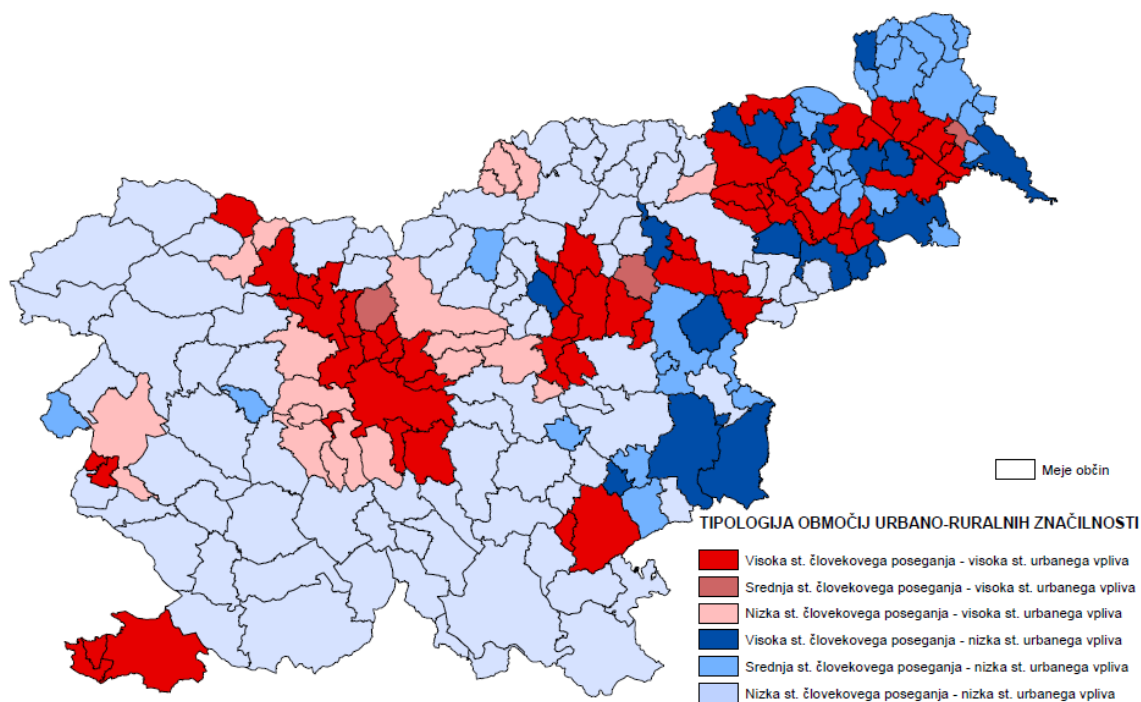 Meje občin
TIPOLOGIJA OBMOČIJ URBANO-RURALNIH ZNAČILNOSTI
Visoka st. človekovega poseganja - visoka st. urbanega vpliva
Srednja st. človekovega poseganja - visoka st. urbanega vpliva
Nizka st. človekovega poseganja - visoka st. urbanega vpliva
Visoka st. človekovega poseganja - nizka st. urbanega vpliva
Srednja st. človekovega poseganja - nizka st. urbanega vpliva
Nizka st. človekovega poseganja - nizka st. urbanega vpliva